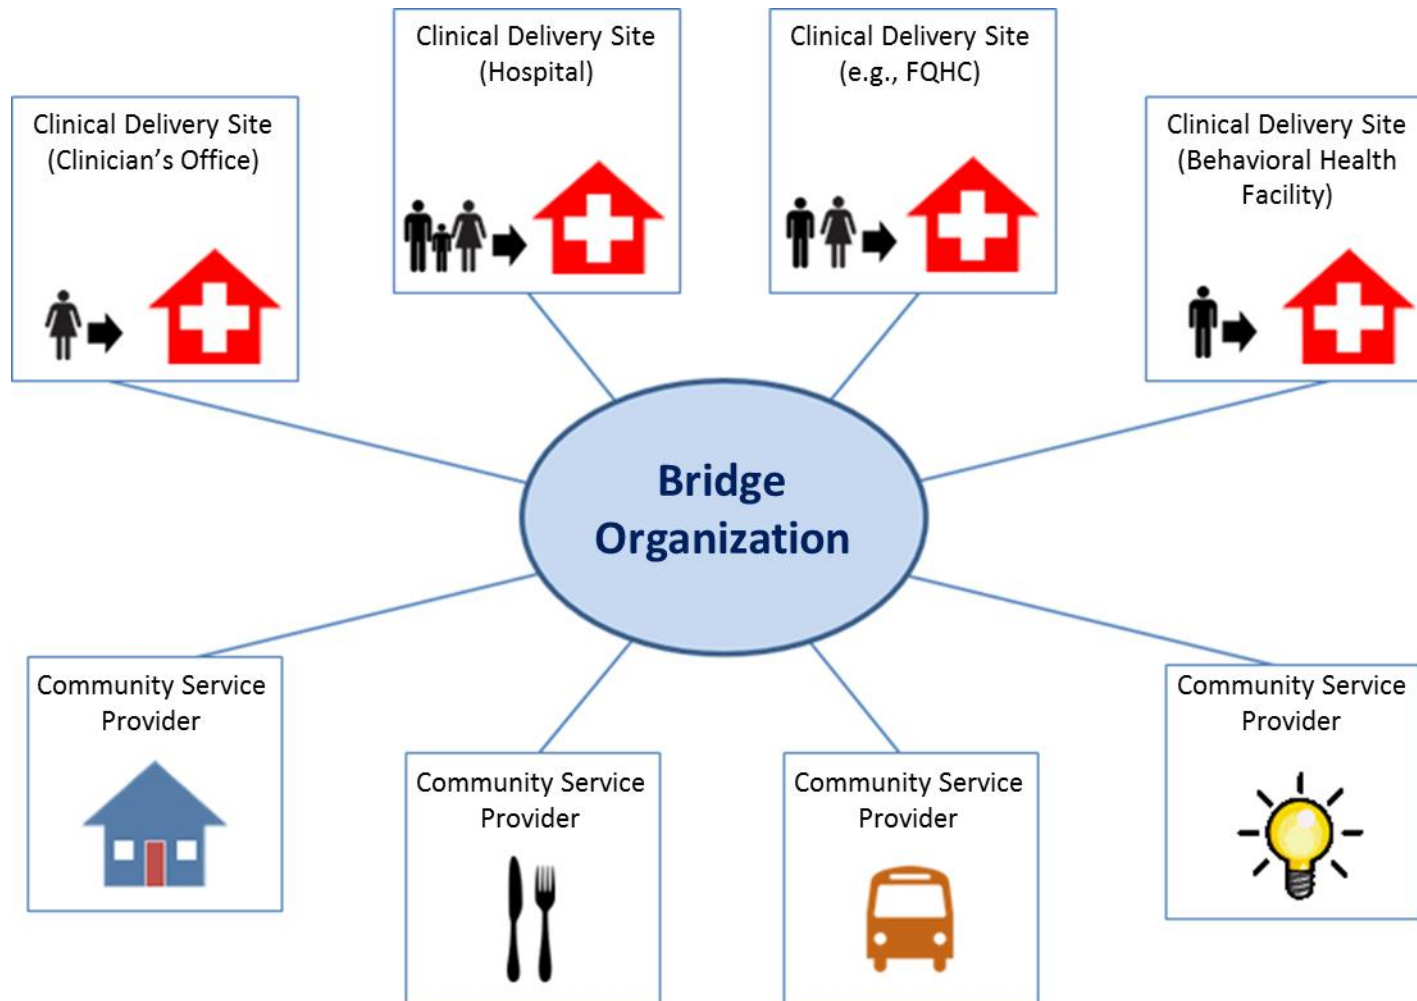 Clinical Delivery Site
(Clinician’s Office)
Clinical Delivery Site
(Hospital)
Clinical Delivery Site
(e.g., FQHC)
Clinical Delivery Site
(Behavioral Health
Facility)
Bridge
Organization
Community Service
Provider
Community Service
Provider
Community Service
Provider
Community Service
Provider